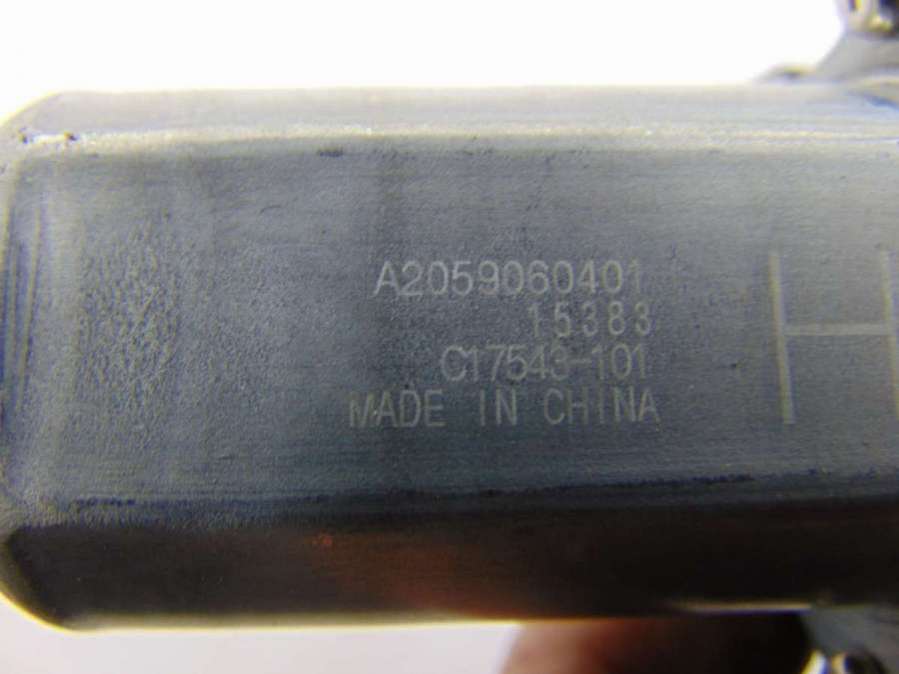 A2059060401
15383
C17543-101
MADE IN CHINA
H